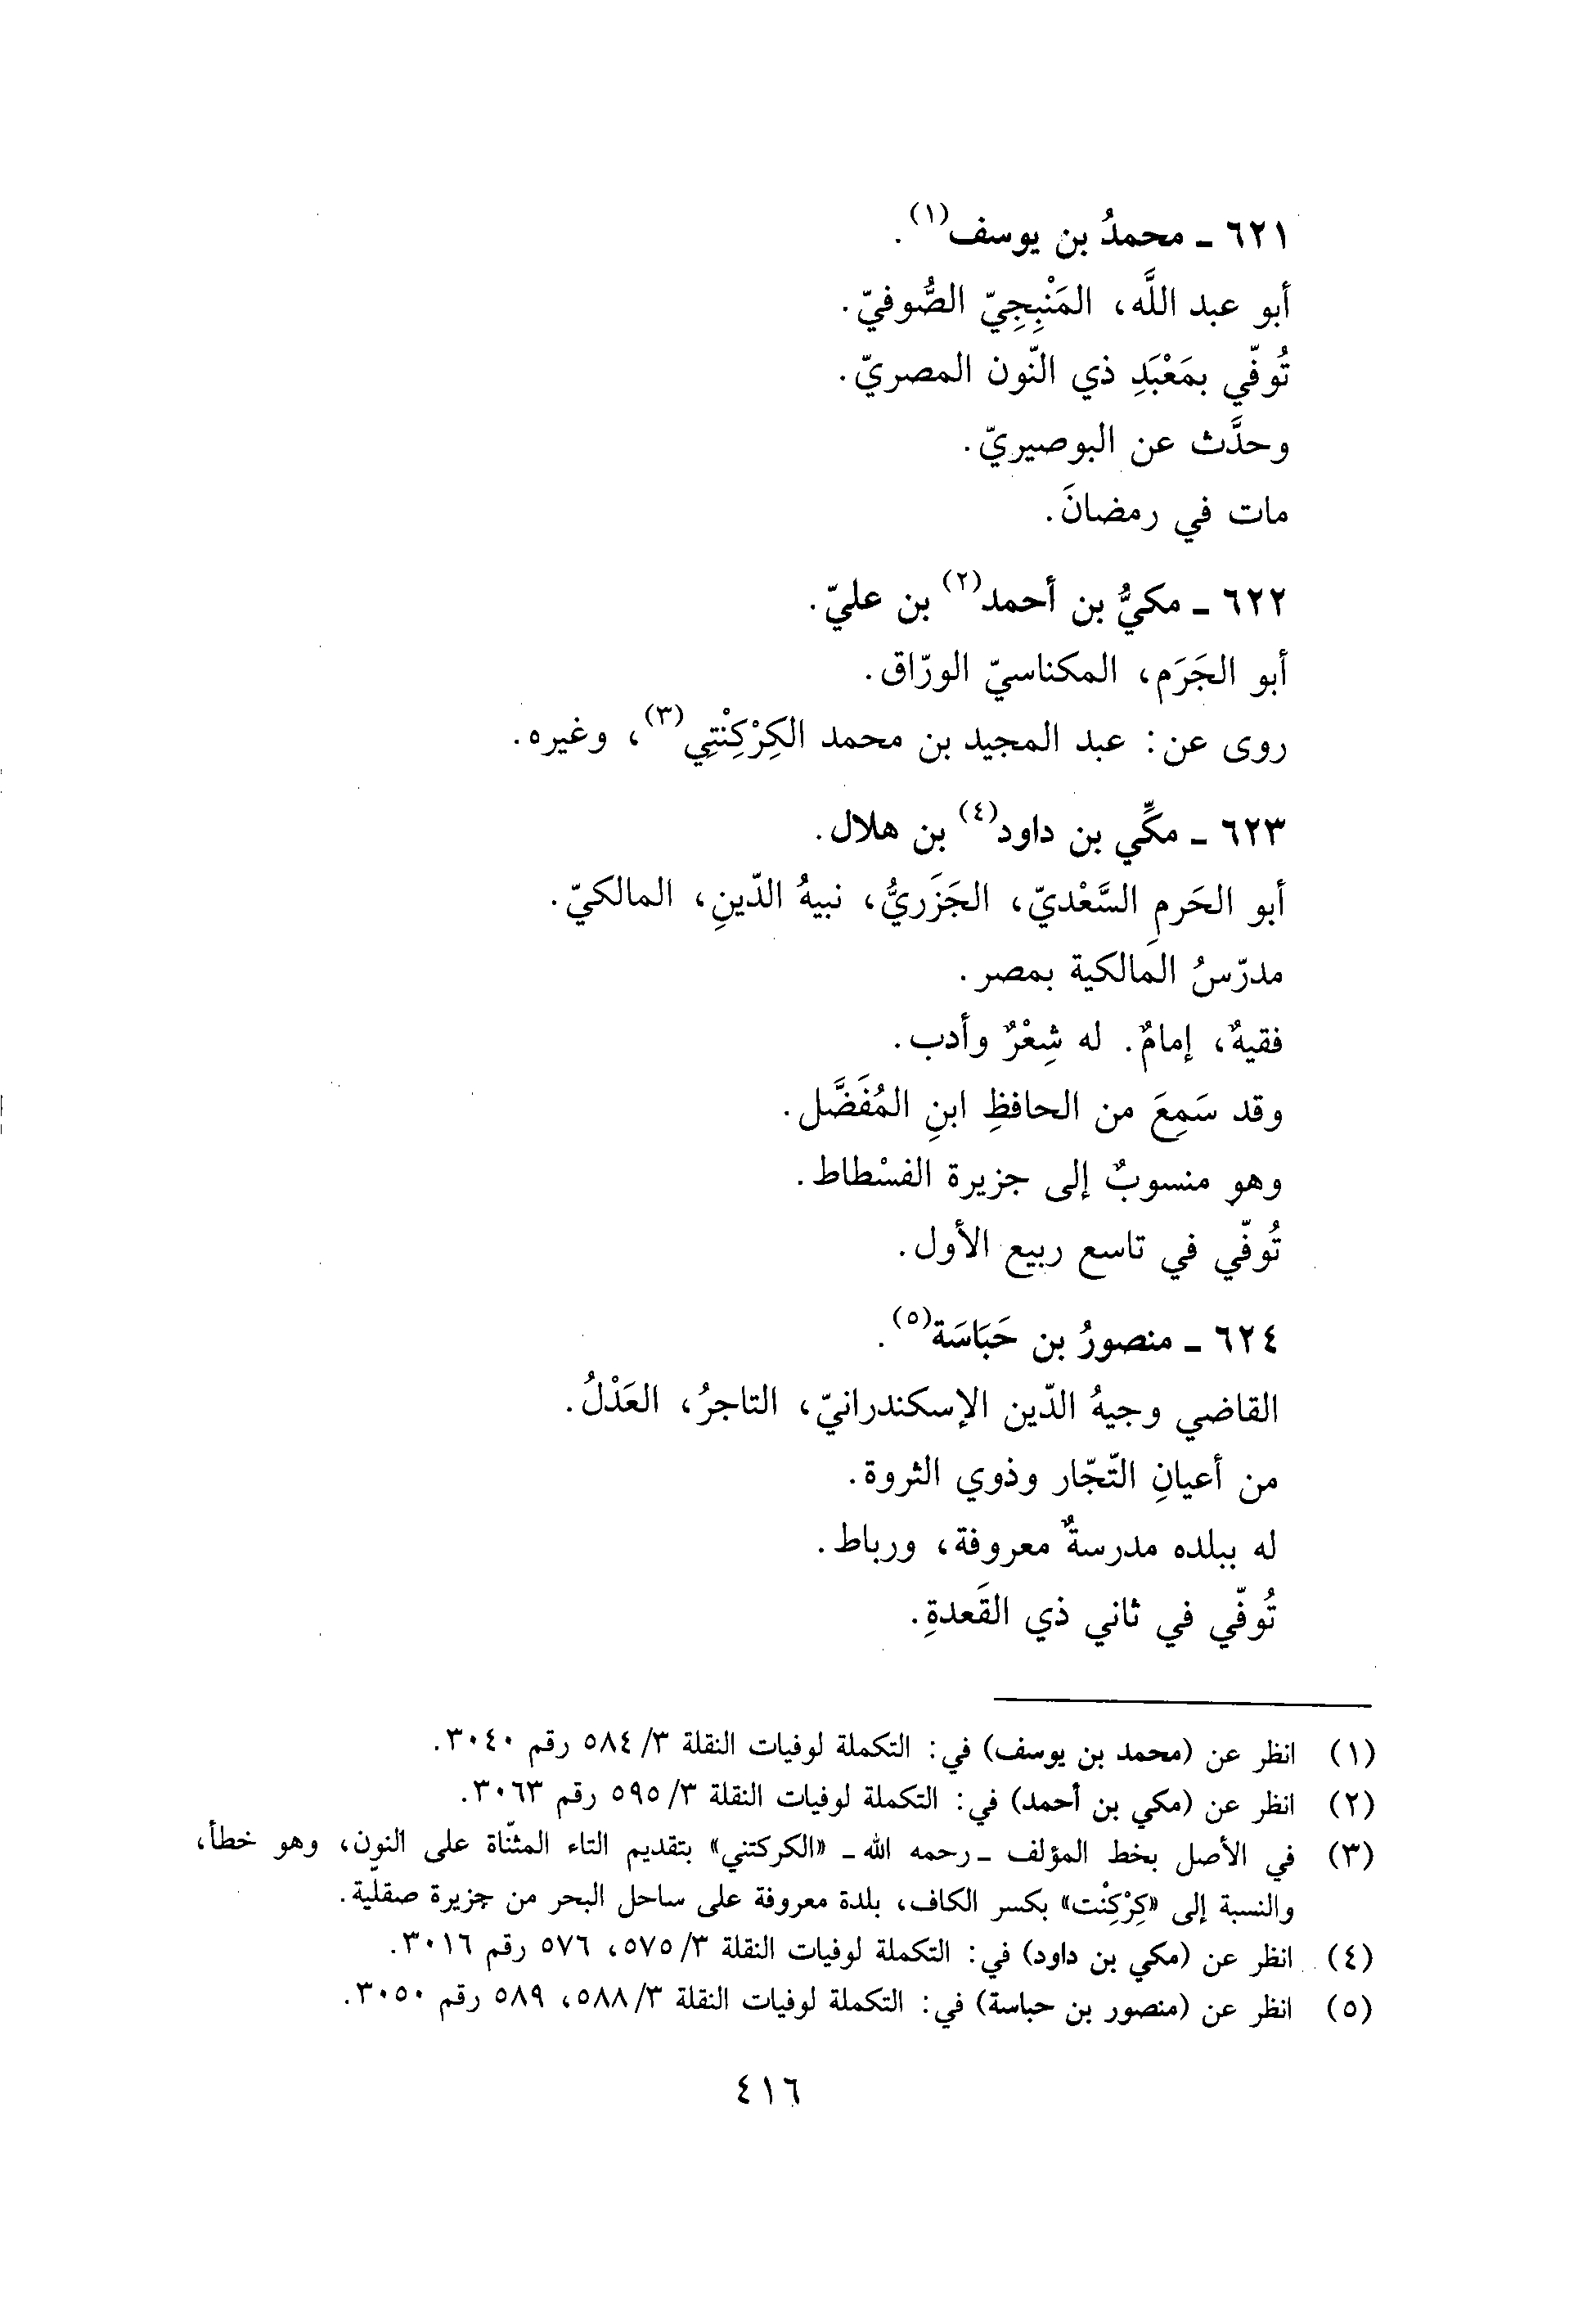 ٦٢١ - محمدُ بن يوسف(١).
أبو عبد اللَّه، المَنْبِجِيّ الصُّوفيّ.
تُوفّي بمَعْبَدِ ذي النّون المصريّ.
وحدَّث عن البوصيريّ.
مات في رمضانَ.
٦٢٢ - مكيُّ بن أحمد(٢) بن عليّ.
أبو الجَرَم، المكناسيّ الورّاق.
روى عن: عبد المجيد بن محمد الكِرْكِنْتِي(٣)، وغيره.
٦٢٣ - مكّي بن داود(٤) بن هلال.
أبو الحَرمِ السَّعْديّ، الجَزَريُّ، نبيهُ الدّينِ، المالكيّ.
مدرّسُ المالكية بمصر.
فقيهٌ، إمامٌ. له شِعْرٌ وأدب.
وقد سَمِعَ من الحافظِ ابنِ المُفَضَّل.
وهو منسوبٌ إلى جزيرة الفسْطاط.
تُوفّي في تاسع ربيع الأول.
٦٢٤ - منصورُ بن حَبَاسَة(٥).
القاضي وجيهُ الدّين الإسكندرانيّ، التاجرُ، العَدْلُ.
من أعيانِ التّجّار وذوي الثروة.
له ببلده مدرسةٌ معروفة، ورباط.
تُوفّي في ثاني ذي القَعدةِ.
(١) انظر عن (محمد بن يوسف) في: التكملة لوفيات النقلة ٣/ ٥٨٤ رقم ٣٠٤٠.
(٢) انظر عن (مكي بن أحمد) في: التكملة لوفيات النقلة ٣/ ٥٩٥ رقم ٣٠٦٣.
(٣) في الأصل بخط المؤلف - رحمه الله - «الكركتني» بتقديم التاء المثنّاة على النون، وهو خطأ،
والنسبة إلى «كِرْكِنْت» بكسر الكاف، بلدة معروفة على ساحل البحر من جزيرة صقلّية.
(٤) انظر عن (مكي بن داود) في: التكملة لوفيات النقلة ٣/ ٥٧٥، ٥٧٦ رقم ٣٠١٦.
(٥) انظر عن (منصور بن حباسة) في: التكملة لوفيات النقلة ٣/ ٥٨٨، ٥٨٩ رقم ٣٠٥٠.
٤١٦